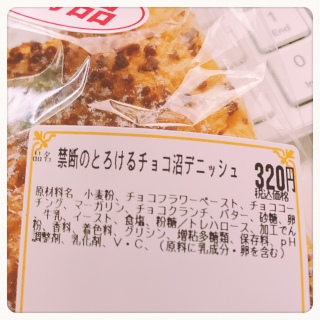 品
品名
禁断のとろけるチョコ沼デニッシュ
320円
税込価格
原材料名 小麦粉、チョコフラワーペースト、チョココー
チング、マーガリン、チョコクランチ、バター、砂糖、卵
、牛乳、イースト、食塩、粉糖／トレハロース、加工でん
粉、香料、着色料、グリシン、増粘多糖類、保存料、pH
調整剤、乳化剤、V・C、（原料に乳成分・卵を含む）